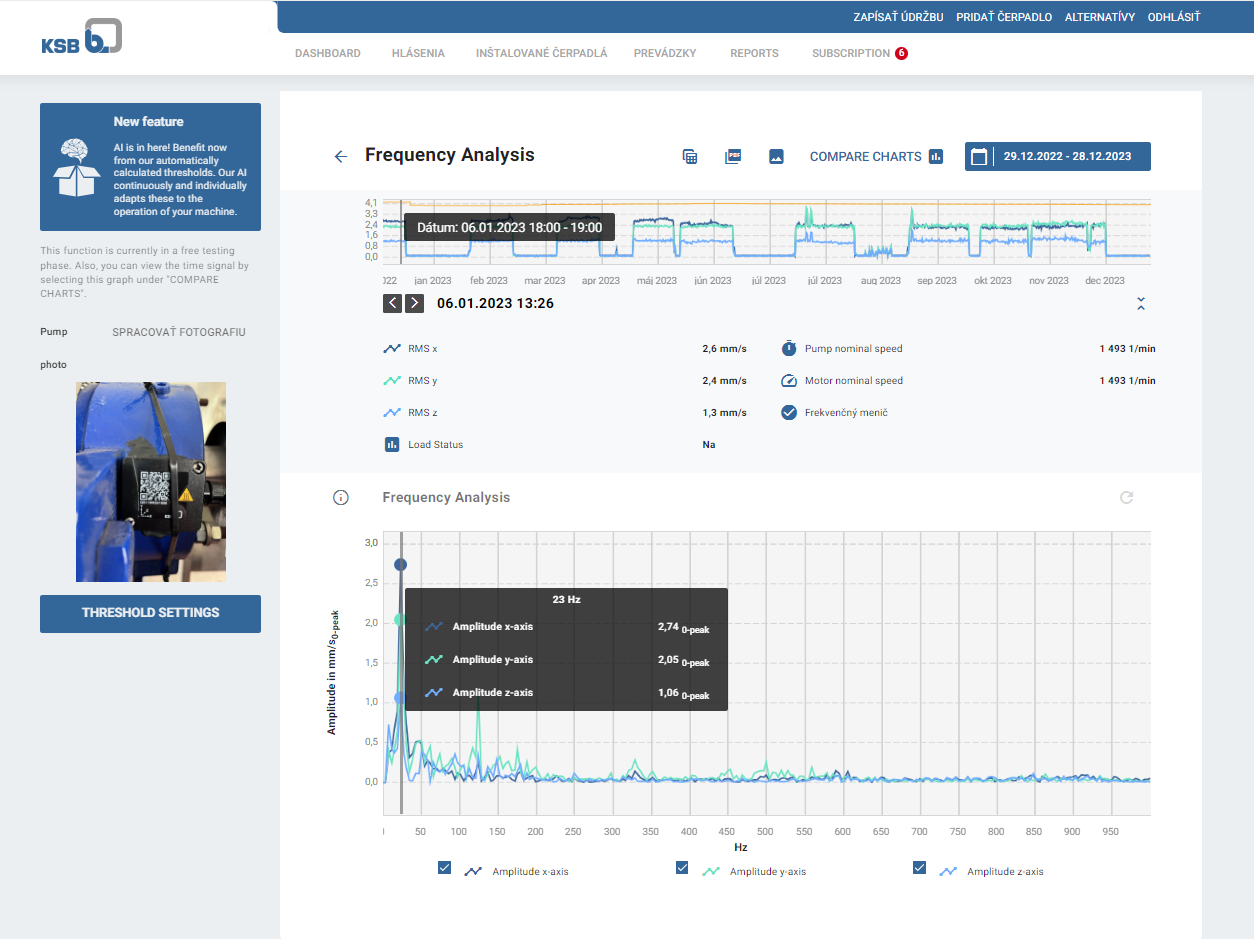 KSB b.
ZAPÍSAŤ ÚDRŽBU PRIDAŤ ČERPADLO ALTERNATÍVY ODHLÁSIŤ
DASHBOARD HLÁSENIA INŠTALOVANÉ ČERPADLÁ PREVÁDZKY REPORTS SUBSCRIPTION 6
New feature
AI is in here! Benefit now
from our automatically
calculated thresholds. Our AI
continuously and individually
adapts these to the
operation of your machine.
This function is currently in a free testing
phase. Also, you can view the time signal by
selecting this graph under "COMPARE
CHARTS".
Pump SPRACOVAŤ FOTOGRAFIU
photo
THRESHOLD SETTINGS
Frequency Analysis
PDF
COMPARE CHARTS
29.12.2022 - 28.12.2023
4,1
3,3
2,4
1,6
0,8
0,0
Dátum: 06.01.2023 18:00 - 19:00
022 jan 2023 feb 2023 mar 2023 apr 2023 máj 2023 jún 2023 júl 2023 júl 2023 aug 2023 sep 2023 okt 2023 nov 2023 dec 2023
06.01.2023 13:26
RMS x 2,6 mm/s Pump nominal speed 1 493 1/min
RMS y 2,4 mm/s Motor nominal speed 1 493 1/min
RMS z 1,3 mm/s Frekvenčný menič
Load Status Na
Frequency Analysis
Amplitude in mm/s0-peak
3,0
2,5
2,0
1,5
1,0
0,5
0,0
23 Hz
Amplitude x-axis 2,74 0-peak
Amplitude y-axis 2,05 0-peak
Amplitude z-axis 1,06 0-peak
50 100 150 200 250 300 350 400 450 500 550 600 650 700 750 800 850 900 950
Hz
Amplitude x-axis Amplitude y-axis Amplitude z-axis